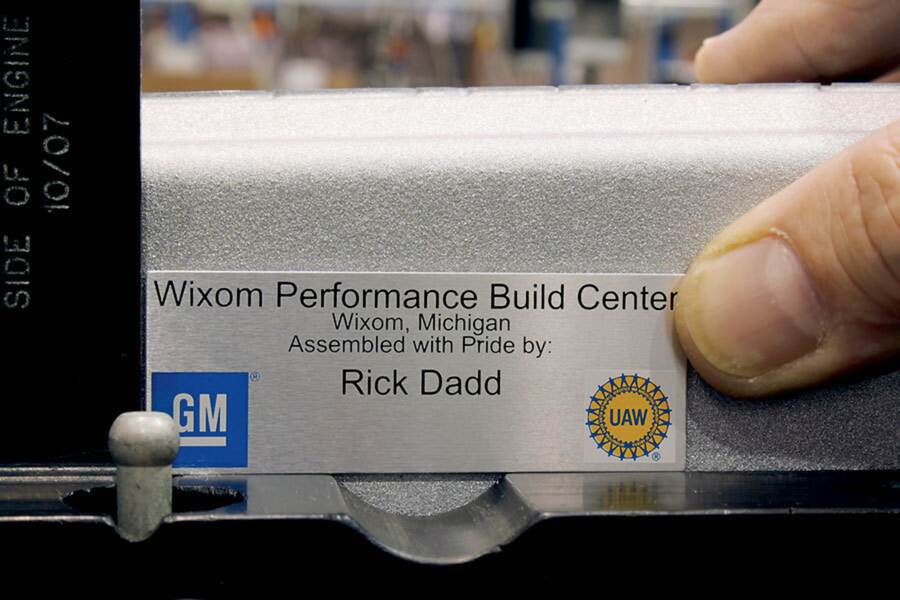 SIDE OF ENGINE
10/07
Wixom Performance Build Center
Wixom, Michigan
Assembled with Pride by:
Rick Dadd
GM ®
UAW ®